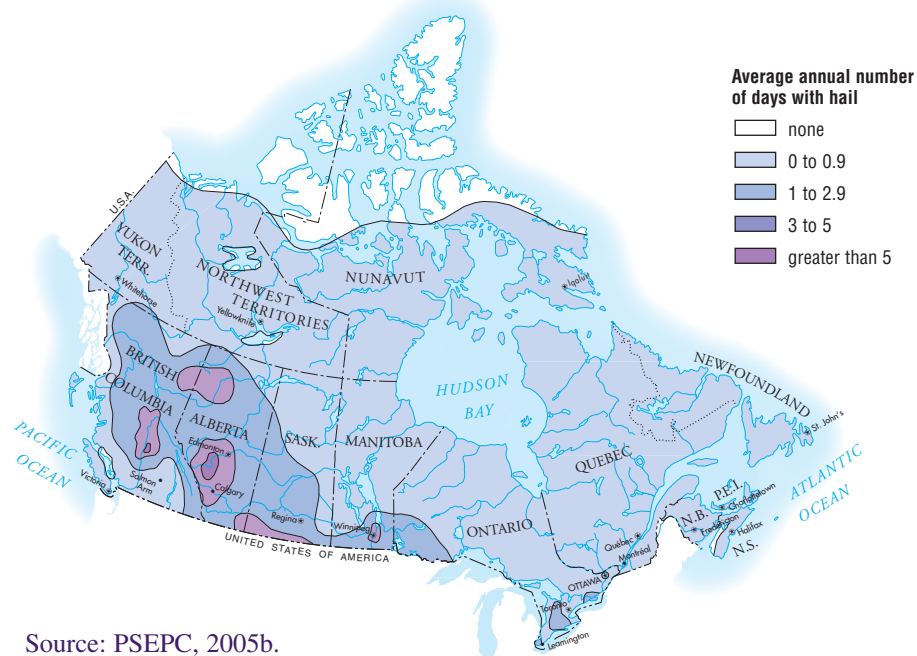 Average annual number
of days with hail
none
0 to 0.9
1 to 2.9
3 to 5
greater than 5
U.S.A.
YUKON
TERR.
Whitehorse
NORTHWEST
TERRITORIES
Yellowknife
NUNAVUT
Iqaluit
BRITISH
COLUMBIA
ALBERTA
Edmonton
SASK.
MANITOBA
HUDSON
BAY
NEWFOUNDLAND
St. John's
PACIFIC
OCEAN
Victoria
Salmon
Arm
Calgary
Regina
Winnipeg
UNITED STATES OF AMERICA
ONTARIO
QUEBEC
Québec
Montréal
OTTAWA
Toronto
Leamington
P.E.I.
Charlottetown
N.B.
Fredericton
Halifax
N.S.
ATLANTIC
OCEAN
Source: PSEPC, 2005b.